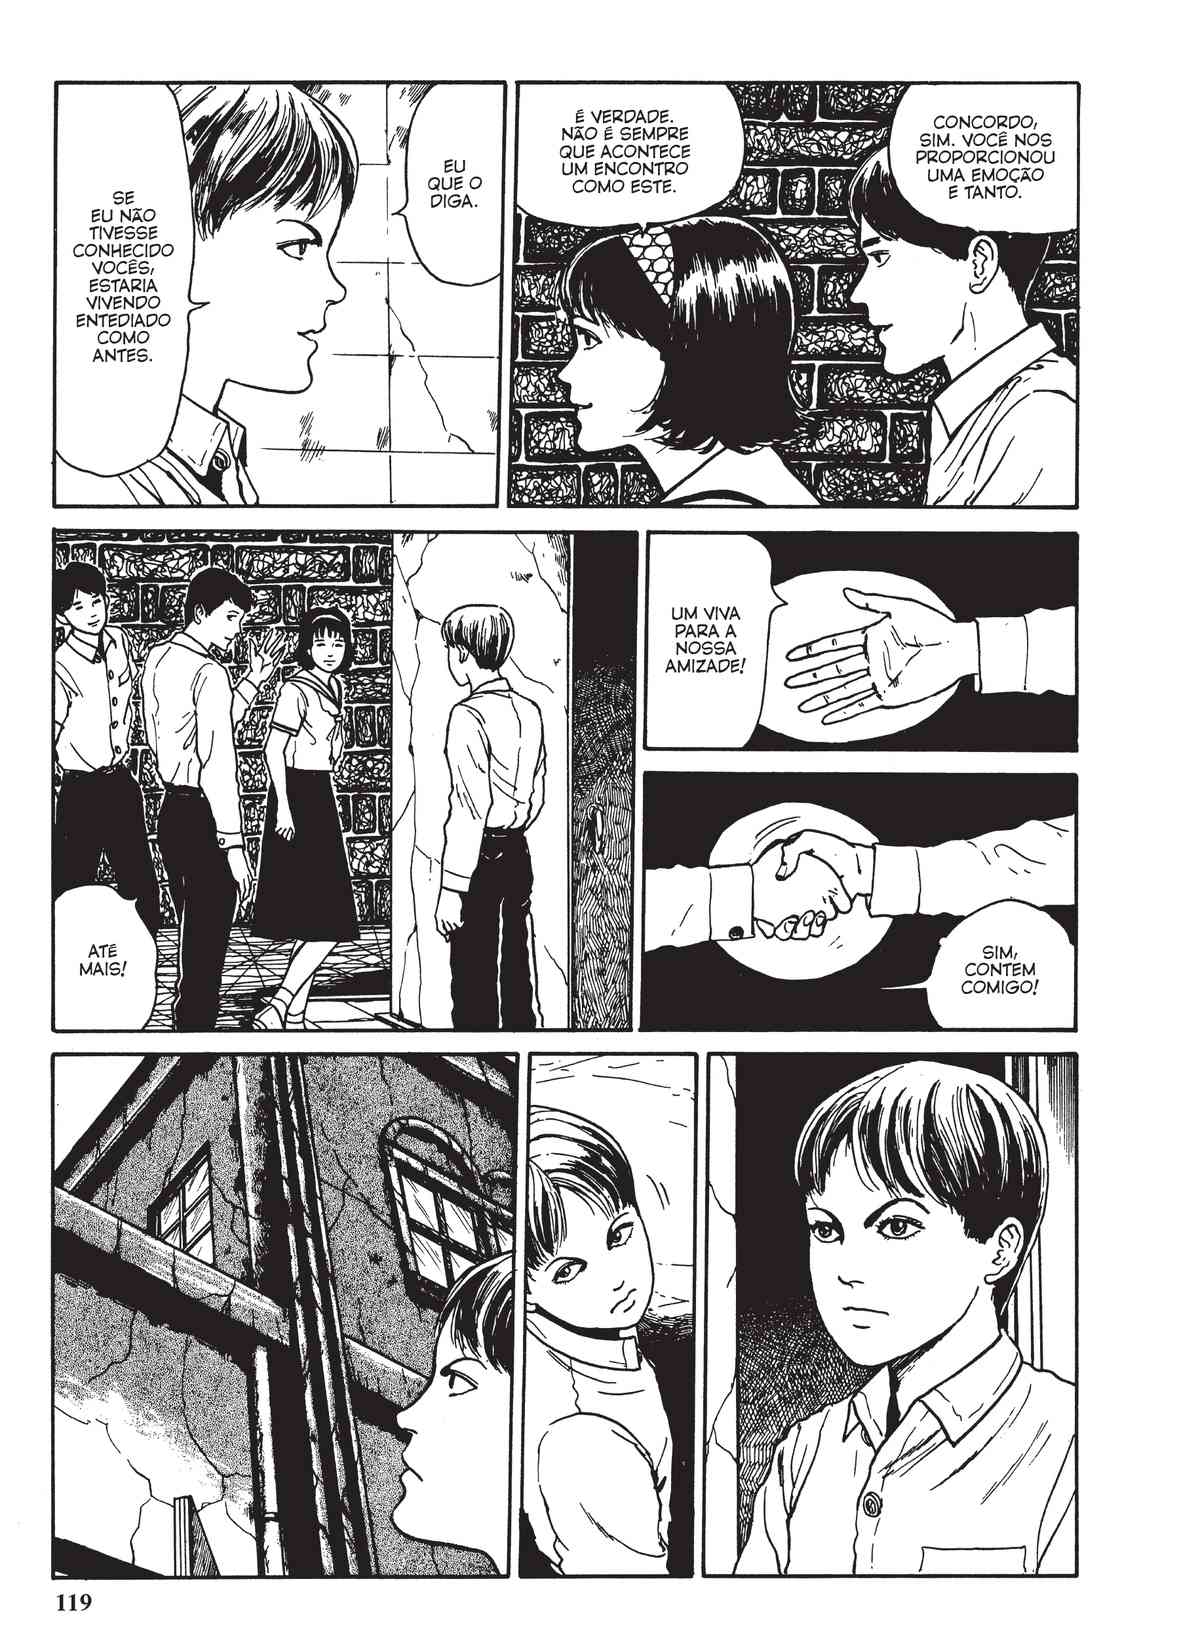 SE
EU NÃO
TIVESSE
CONHECIDO
VOCÊS,
ESTARIA
VIVENDO
ENTEDIADO
COMO
ANTES.
EU
QUE O
DIGA.
É VERDADE.
NÃO É SEMPRE
QUE ACONTECE
UM ENCONTRO
COMO ESTE.
CONCORDO,
SIM. VOCÊ NOS
PROPORCIONOU
UMA EMOÇÃO
E TANTO.
ATÉ
MAIS!
UM VIVA
PARA A
NOSSA
AMIZADE!
SIM,
CONTEM
COMIGO!
119